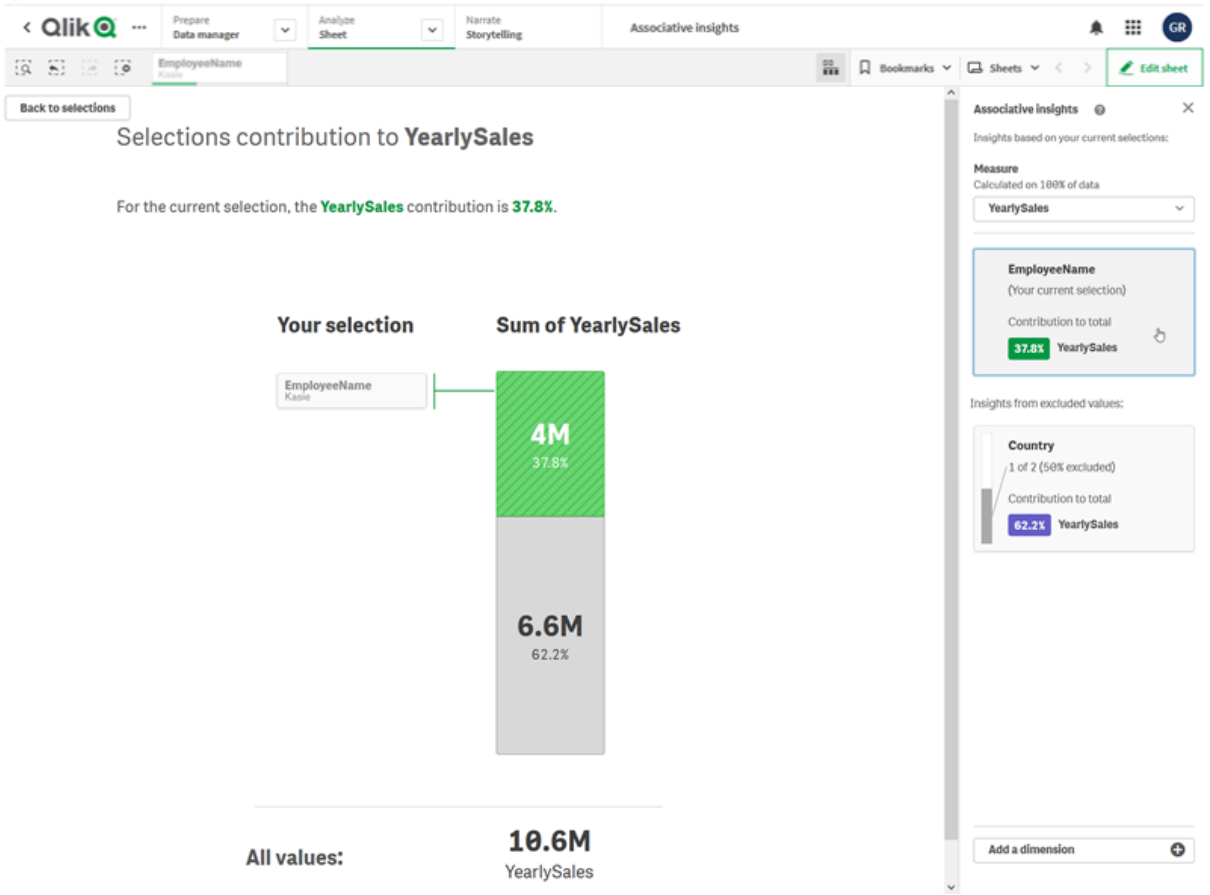 Qlik
Prepare
Data manager
Analyze
Sheet
Narrate
Storytelling
Associative insights
GR
EmployeeName
Kasie
Bookmarks
Sheets
Edit sheet
Back to selections
Selections contribution to YearlySales
For the current selection, the YearlySales contribution is 37.8%.
Your selection
Sum of YearlySales
EmployeeName
Kasie
4M
37.8%
6.6M
62.2%
All values:
10.6M
YearlySales
Associative insights
Insights based on your current selections:
Measure
Calculated on 100% of data
YearlySales
EmployeeName
(Your current selection)
Contribution to total
37.8% YearlySales
Insights from excluded values:
Country
1 of 2 (50% excluded)
Contribution to total
62.2% YearlySales
Add a dimension